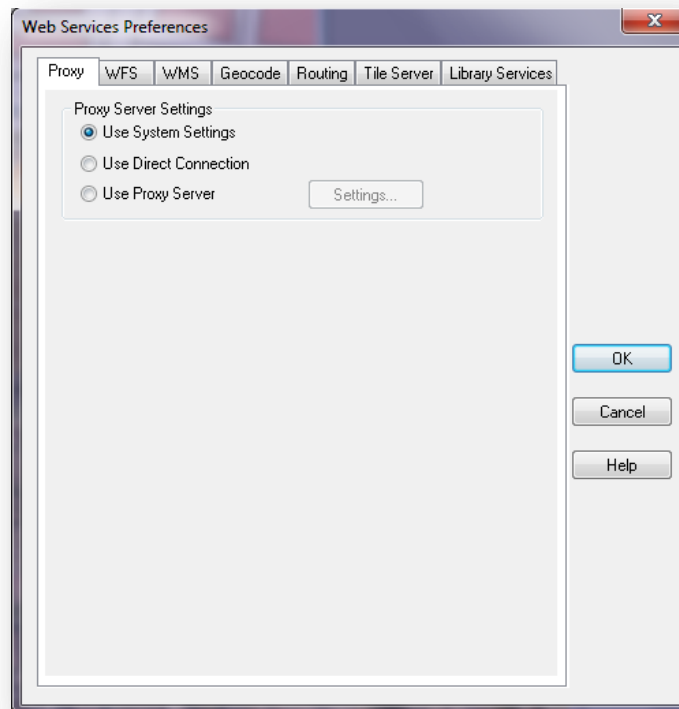 Web Services Preferences
Proxy WFS WMS Geocode Routing Tile Server Library Services
Proxy Server Settings
Use System Settings
Use Direct Connection
Use Proxy Server Settings...
OK
Cancel
Help